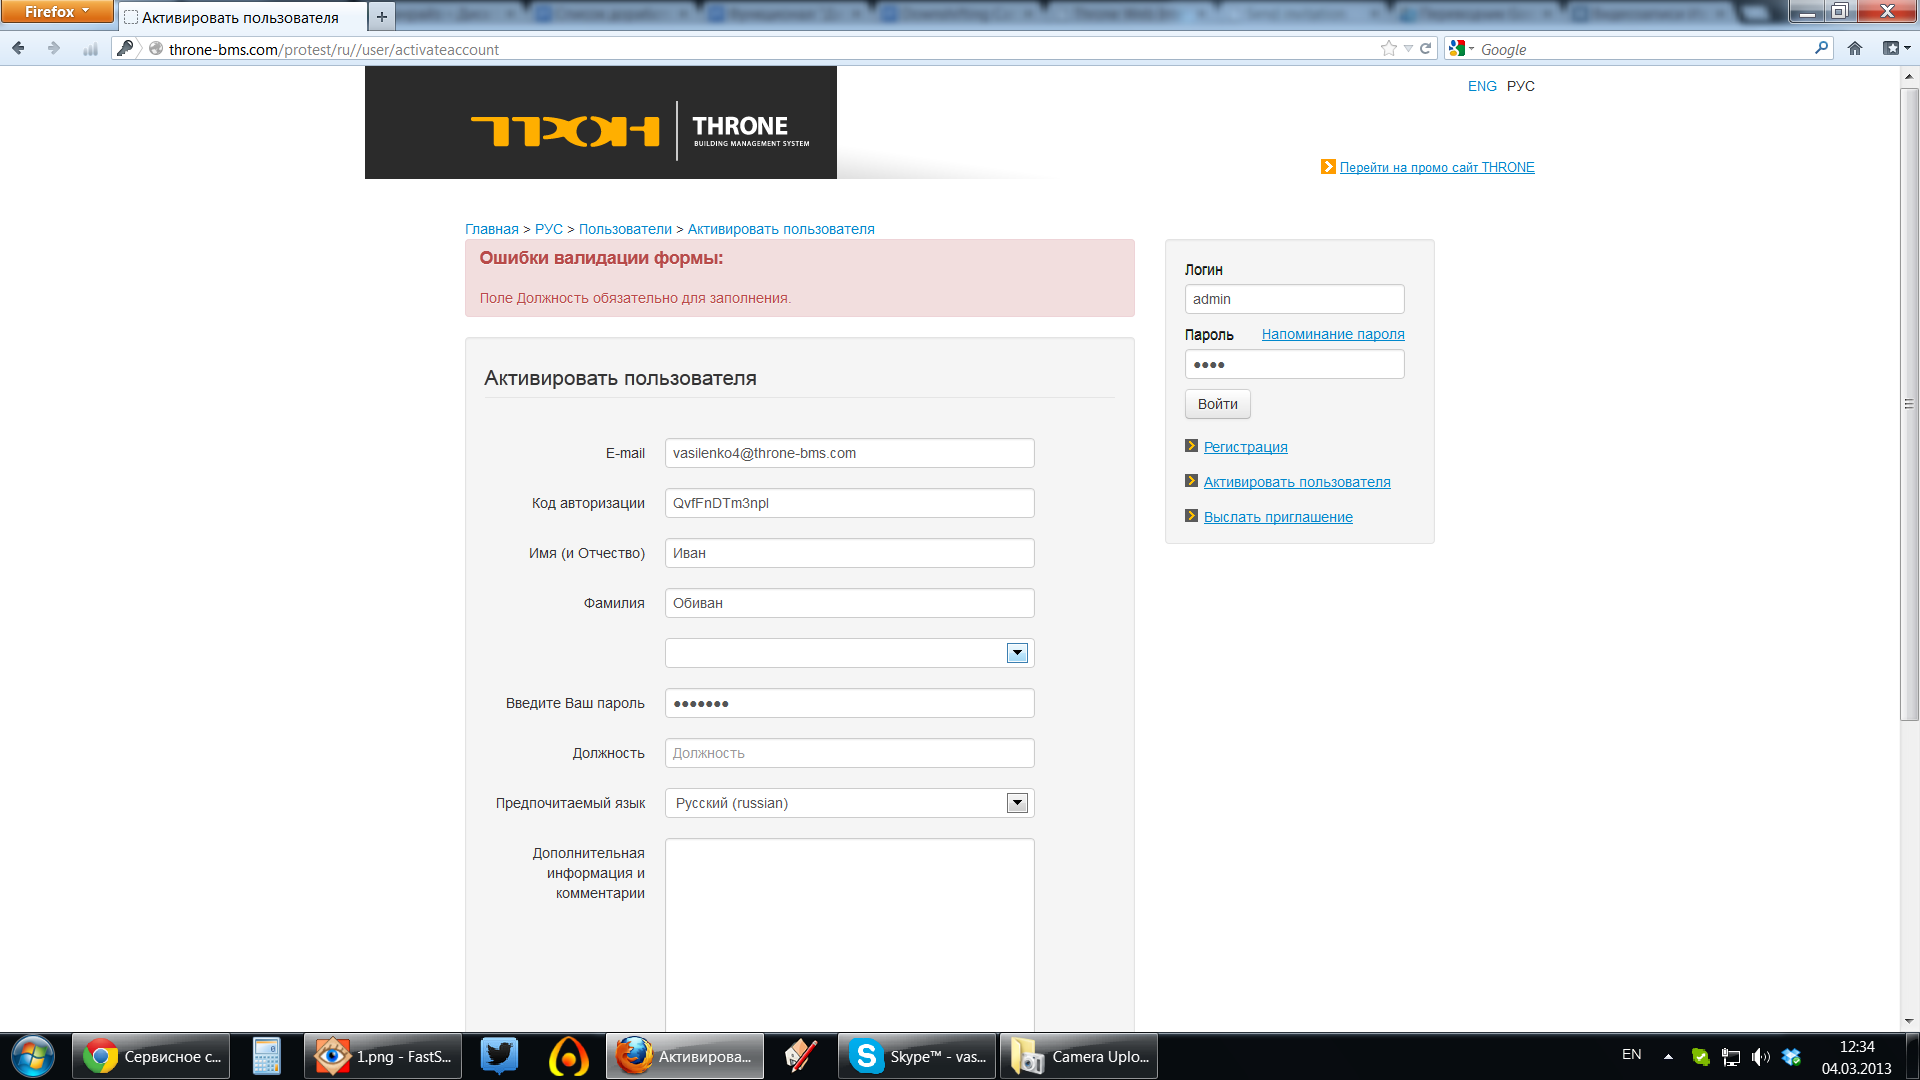 Firefox
Активировать пользователя
throne-bms.com/protest/ru//user/activateaccount
Google
ENG РУС
ТРОН
THRONE
BUILDING MANAGEMENT SYSTEM
Перейти на промо сайт THRONE
Главная > РУС > Пользователи > Активировать пользователя
Ошибки валидации формы:
Поле Должность обязательно для заполнения.
Активировать пользователя
E-mail
vasilenko4@throne-bms.com
Код авторизации
QvfFnDTm3npl
Имя (и Отчество)
Иван
Фамилия
Обиван
Введите Ваш пароль
●●●●●●●
Должность
Должность
Предпочитаемый язык
Русский (russian)
Дополнительная
информация и
комментарии
Логин
admin
Пароль
Напоминание пароля
●●●●
Войти
Регистрация
Активировать пользователя
Выслать приглашение
Сервисное с...
1.png - FastS...
Активирова...
Skype™ - vas...
Camera Uplo...
EN
12:34
04.03.2013